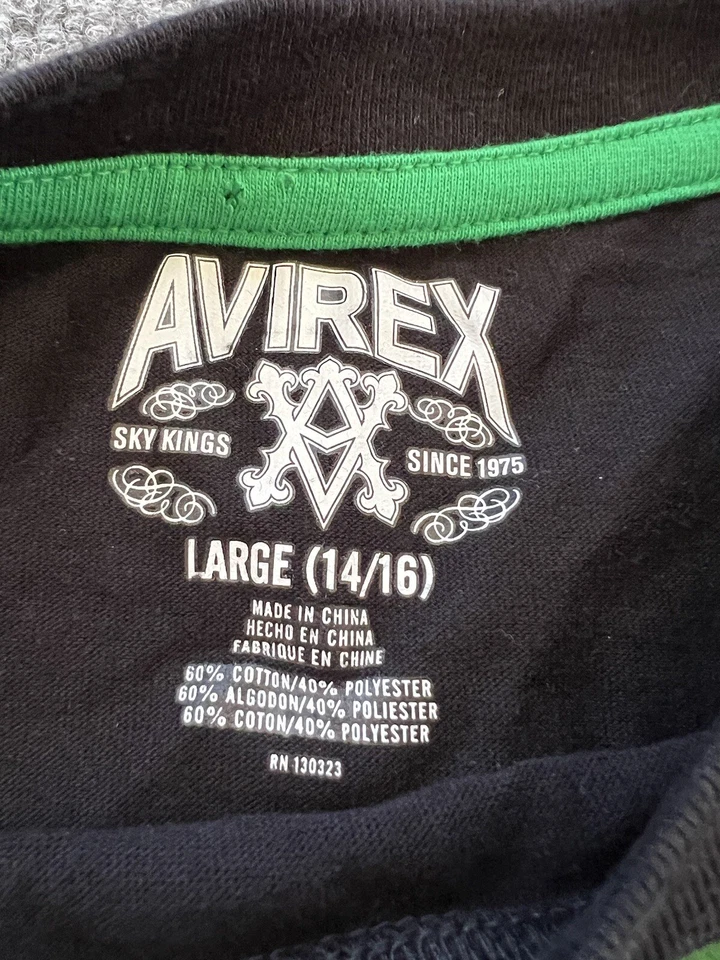 AVIREX
SKY KINGS
SINCE 1975
LARGE (14/16)
MADE IN CHINA
HECHO EN CHINA
FABRIQUE EN CHINE
60% COTTON/40% POLYESTER
60% ALGODON/40% POLIESTER
60% COTON/40% POLYESTER
RN 130323